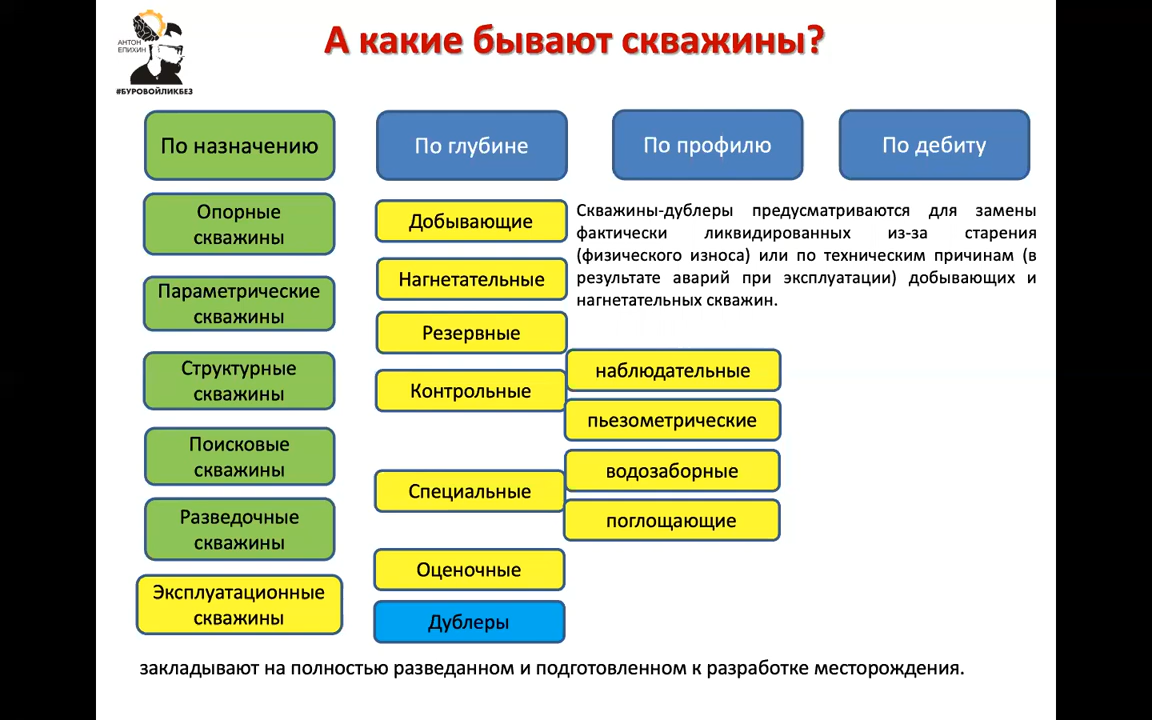 АНТОН
ЕПИХИН
#БУРОВОЙЛИКБЕЗ
А какие бывают скважины?
По назначению
По глубине
По профилю
По дебиту
Опорные
скважины
Параметрические
скважины
Структурные
скважины
Поисковые
скважины
Разведочные
скважины
Эксплуатационные
скважины
Добывающие
Нагнетательные
Резервные
Контрольные
Специальные
Оценочные
Дублеры
Скважины-дублеры предусматриваются для замены
фактически ликвидированных из-за старения
(физического износа) или по техническим причинам (в
результате аварий при эксплуатации) добывающих и
нагнетательных скважин.
наблюдательные
пьезометрические
водозаборные
поглощающие
закладывают на полностью разведанном и подготовленном к разработке месторождения.